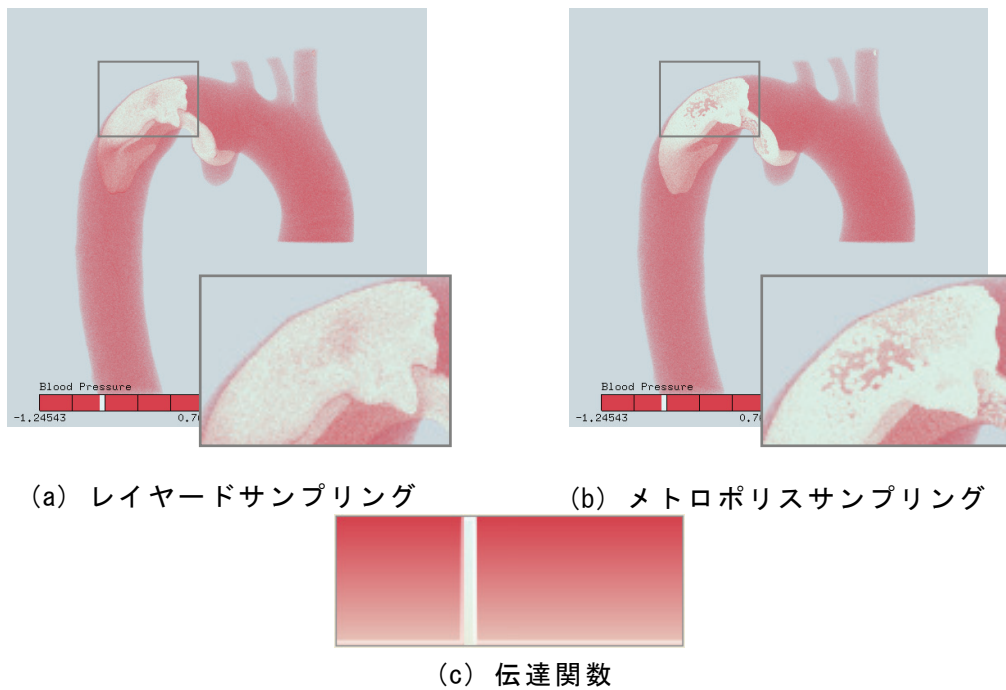 Blood Pressure
-1.24543
Blood Pressure
-1.24543
(a) レイヤードサンプリング
(b) メトロポリスサンプリング
(c) 伝達関数